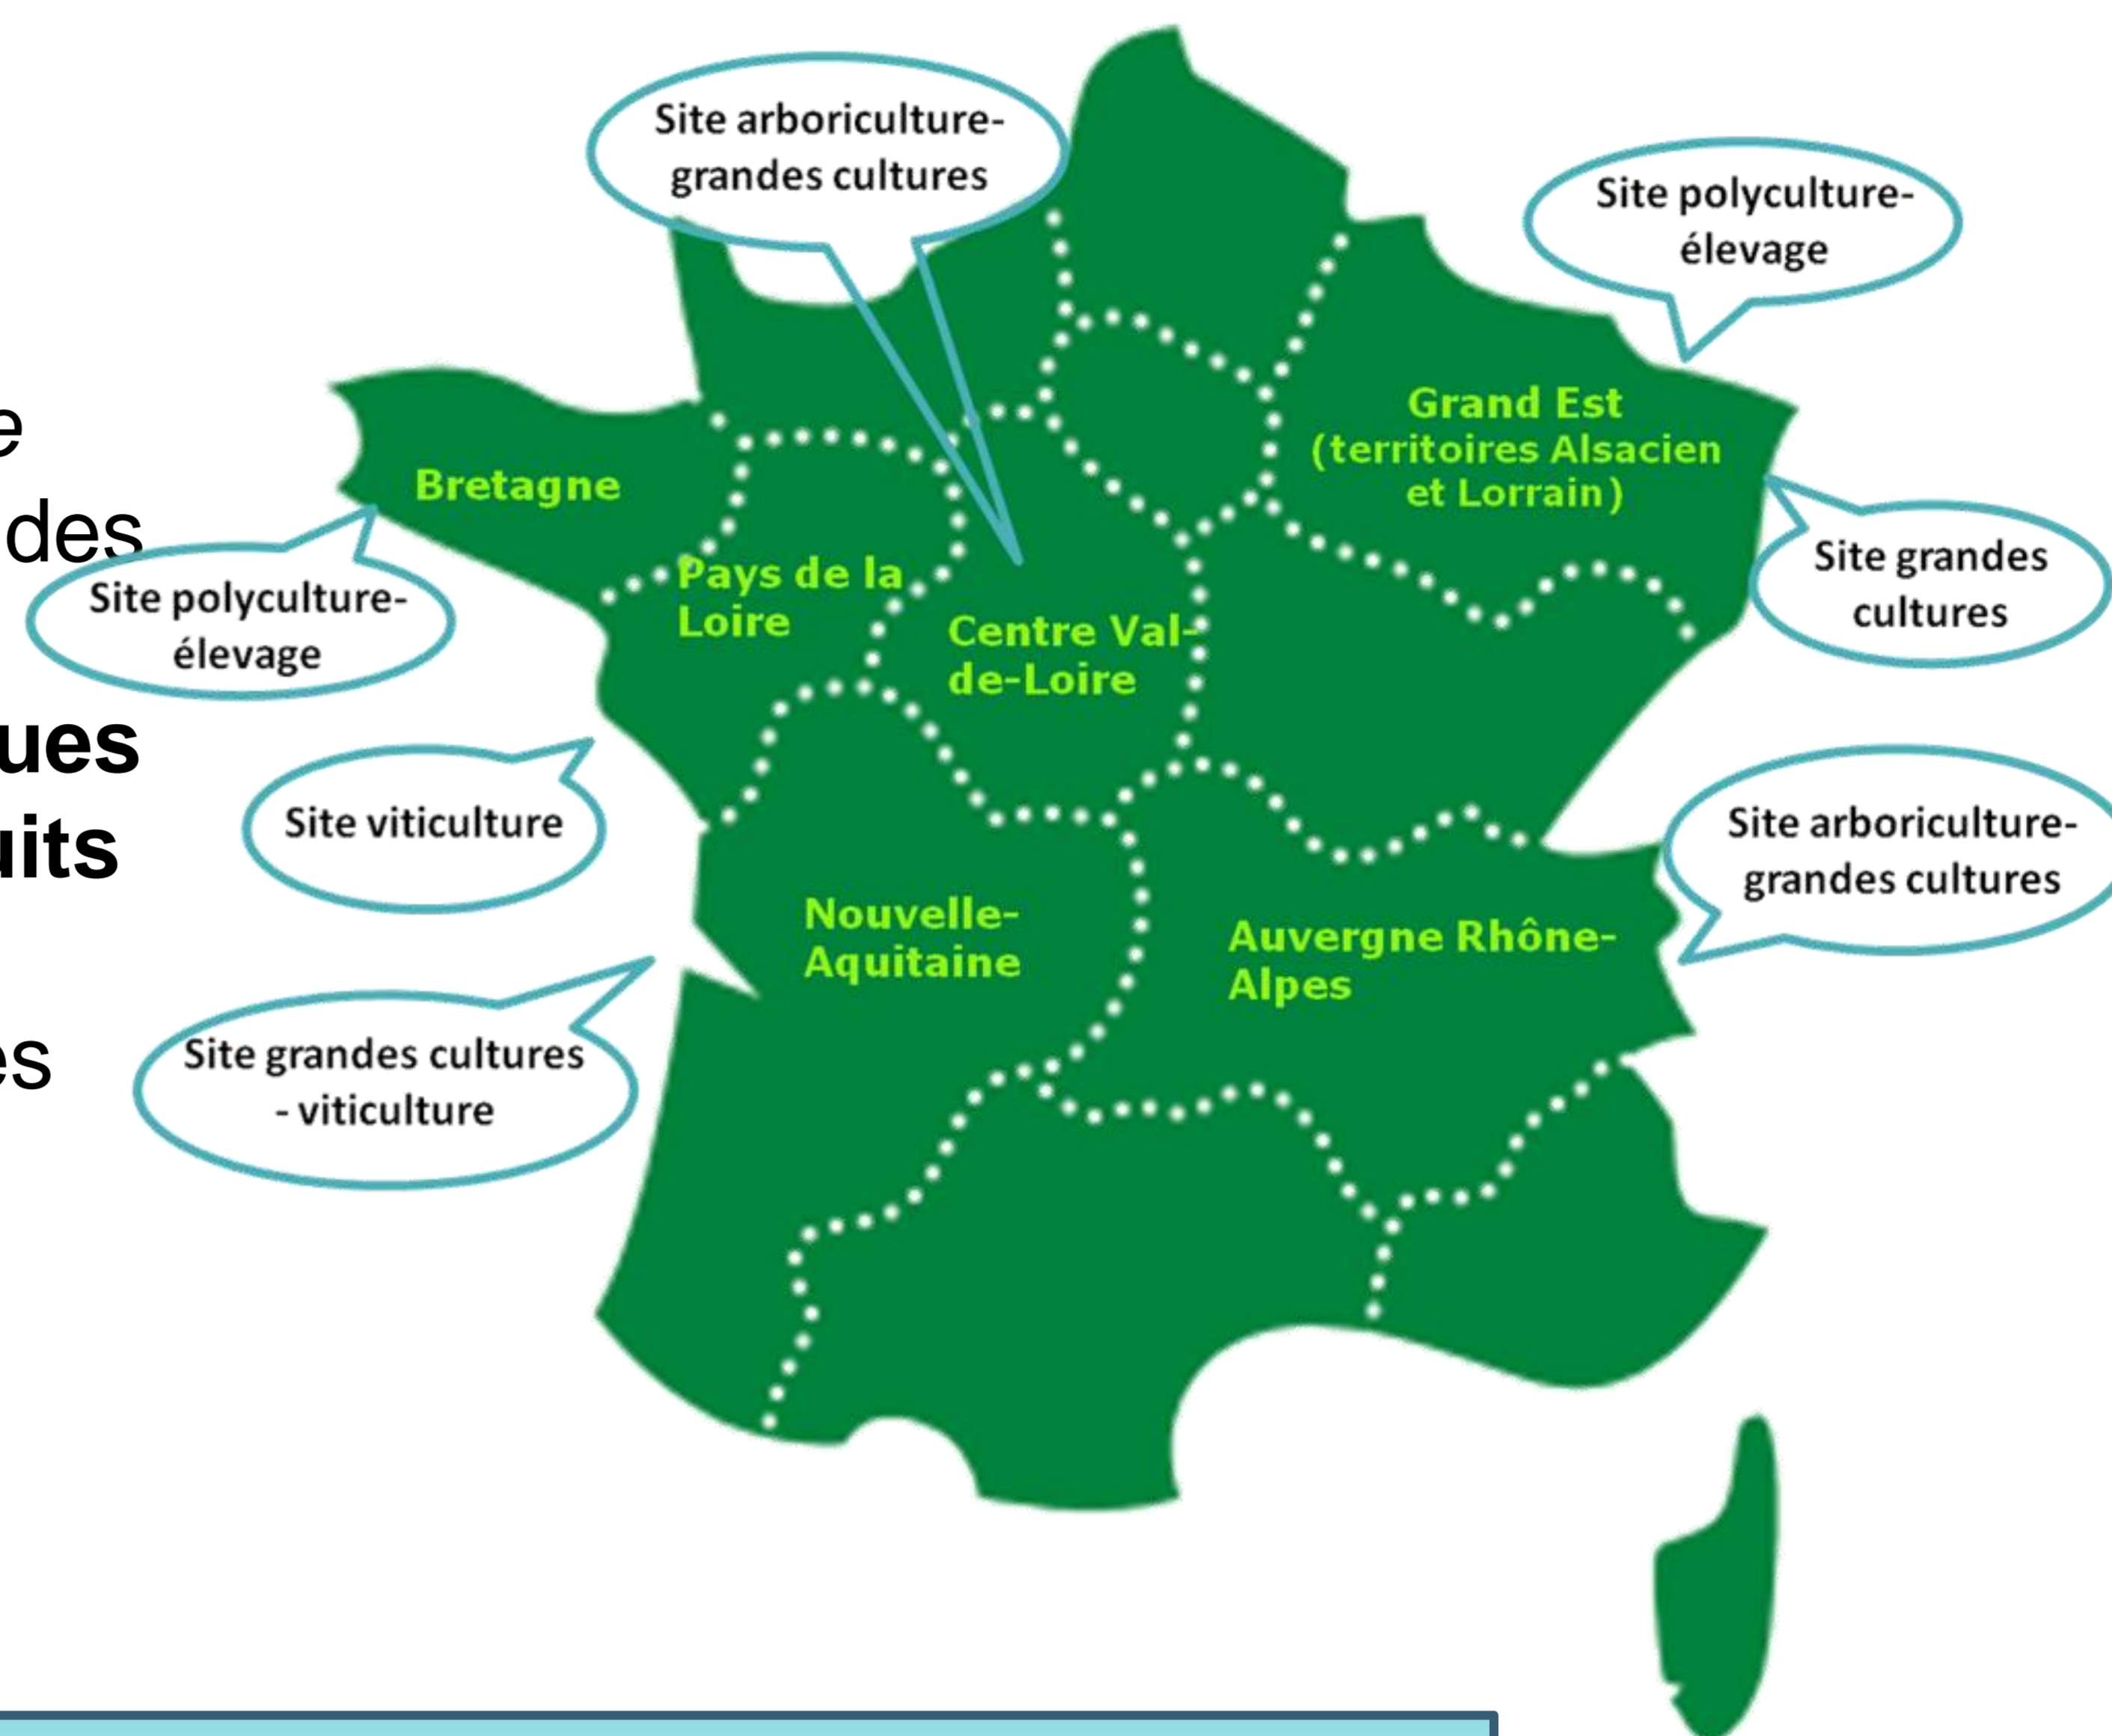 Site arboriculture-
grandes cultures
Site polyculture-
élevage
Grand Est
(territoires Alsacien
et Lorrain)
Bretagne
des
Site polyculture-
élevage
Pays de la
Loire
Centre Val-
de-Loire
Site grandes
cultures
Site viticulture
Site arboriculture-
grandes cultures
Nouvelle-
Aquitaine
Auvergne Rhône-
Alpes
Site grandes cultures
- viticulture